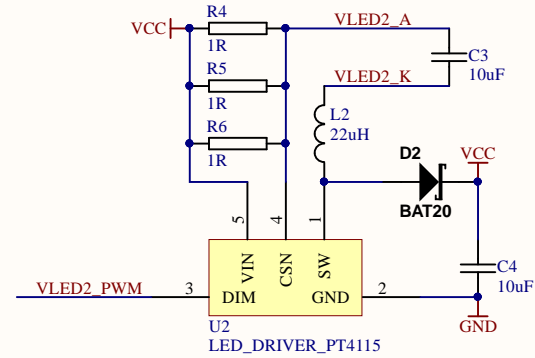 R4
VCC
1R
VLED2_A
C3
10uF
R5
1R
VLED2_K
L2
22uH
R6
1R
D2
VCC
BAT20
5
4
1
VIN
CSN
SW
C4
10uF
VLED2_PWM
3
DIM
GND
2
U2
GND
LED_DRIVER_PT4115